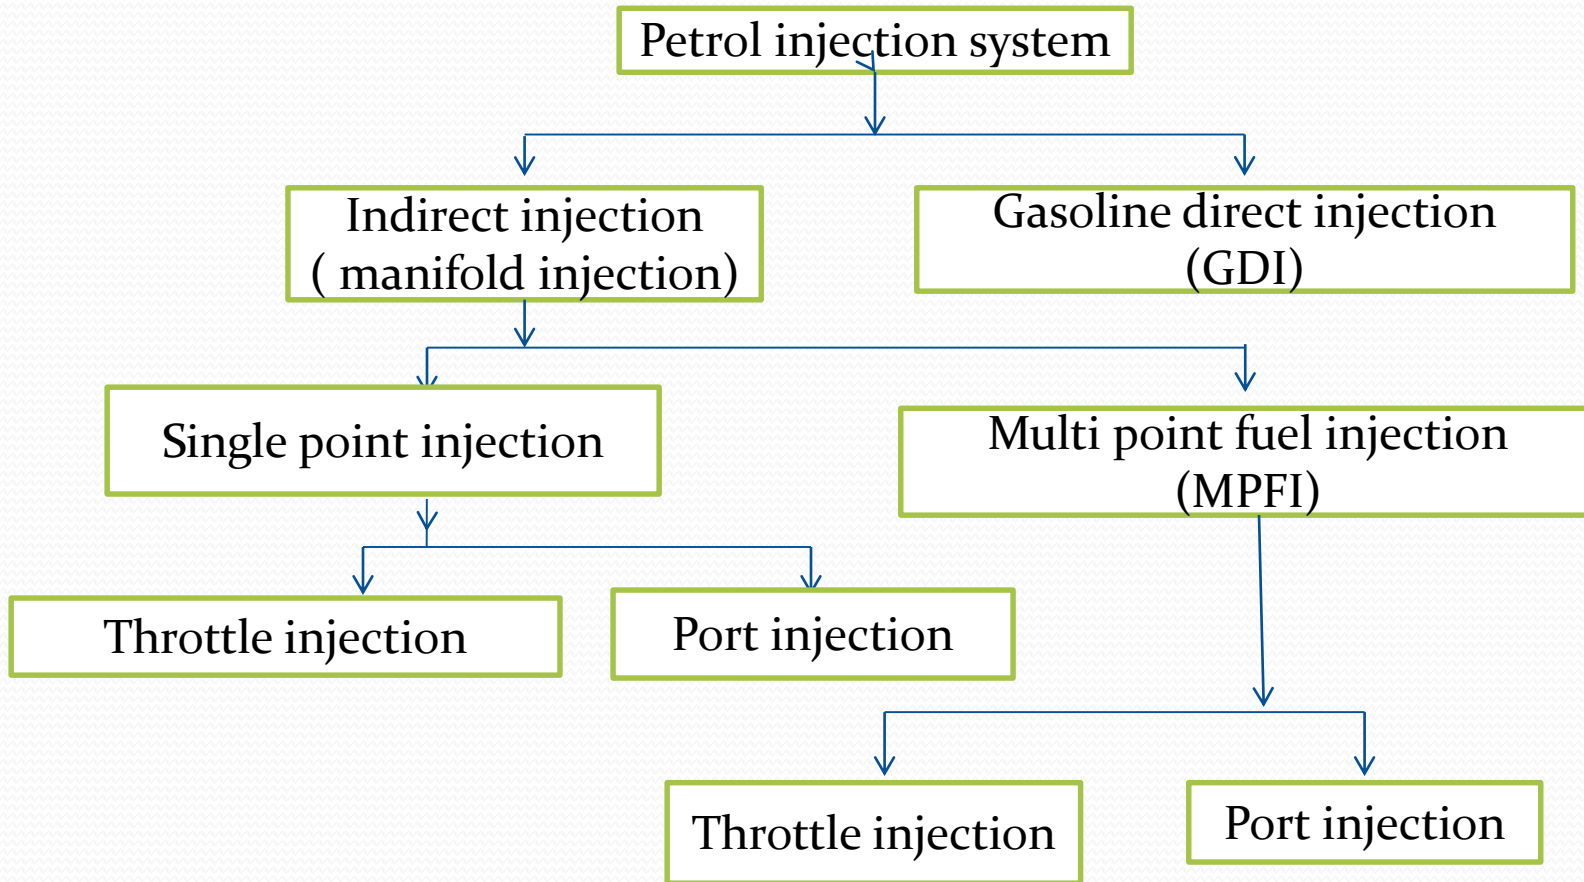 Petrol injection system
Indirect injection
( manifold injection)
Gasoline direct injection
(GDI)
Single point injection
Multi point fuel injection
(MPFI)
Throttle injection
Port injection
Throttle injection
Port injection